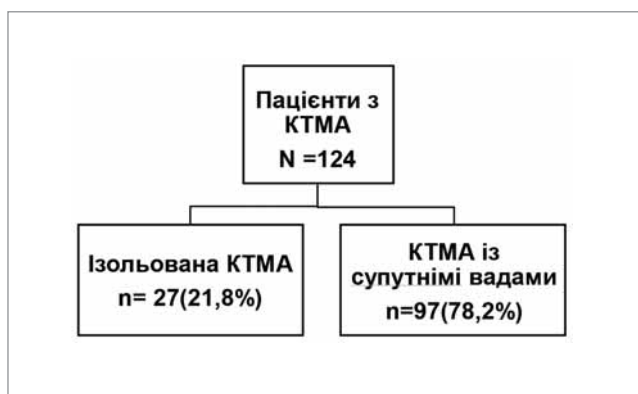 Пацієнти з
КТМА
N =124
Ізольована КТМА
n= 27(21,8%)
КТМА із
супутнімі вадами
n=97(78,2%)